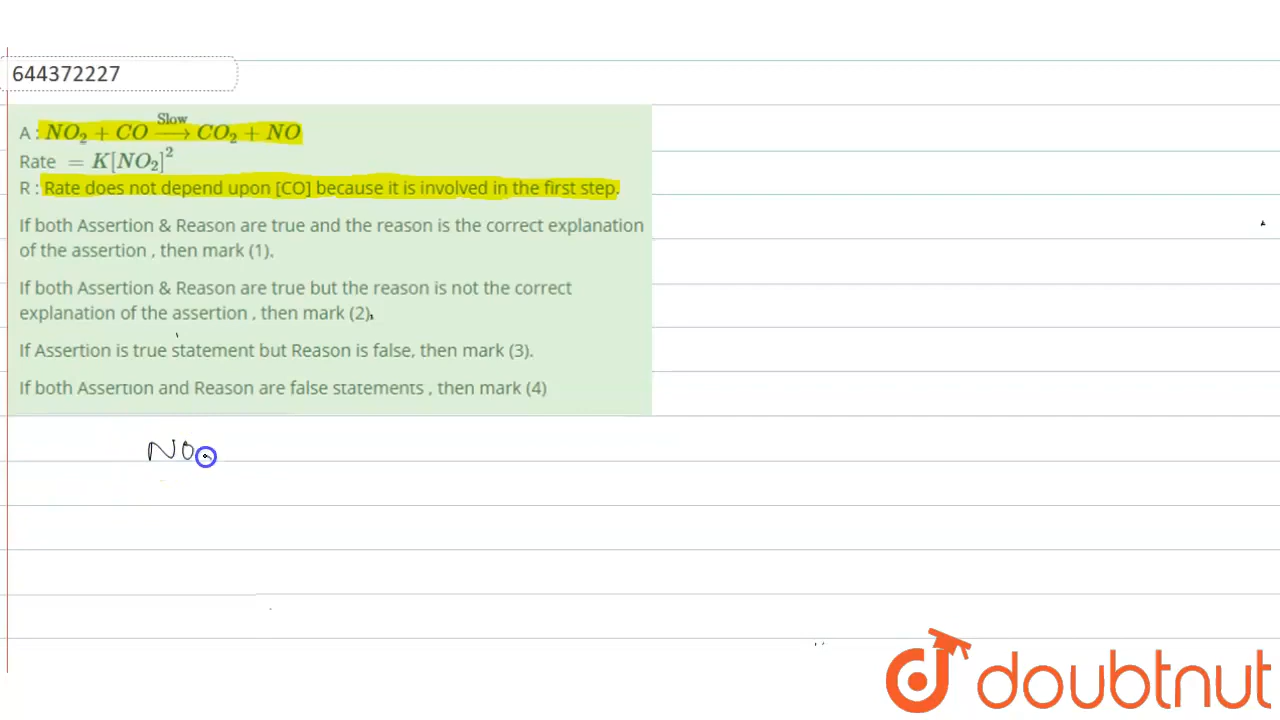 644372227
Slow
A : NO₂ + CO ⟶ CO₂ + NO
Rate = K[NO₂]²
R : Rate does not depend upon [CO] because it is involved in the first step.
If both Assertion & Reason are true and the reason is the correct explanation
of the assertion , then mark (1).
If both Assertion & Reason are true but the reason is not the correct
explanation of the assertion , then mark (2).
If Assertion is true statement but Reason is false, then mark (3).
If both Assertion and Reason are false statements , then mark (4)
NO
doubtnut